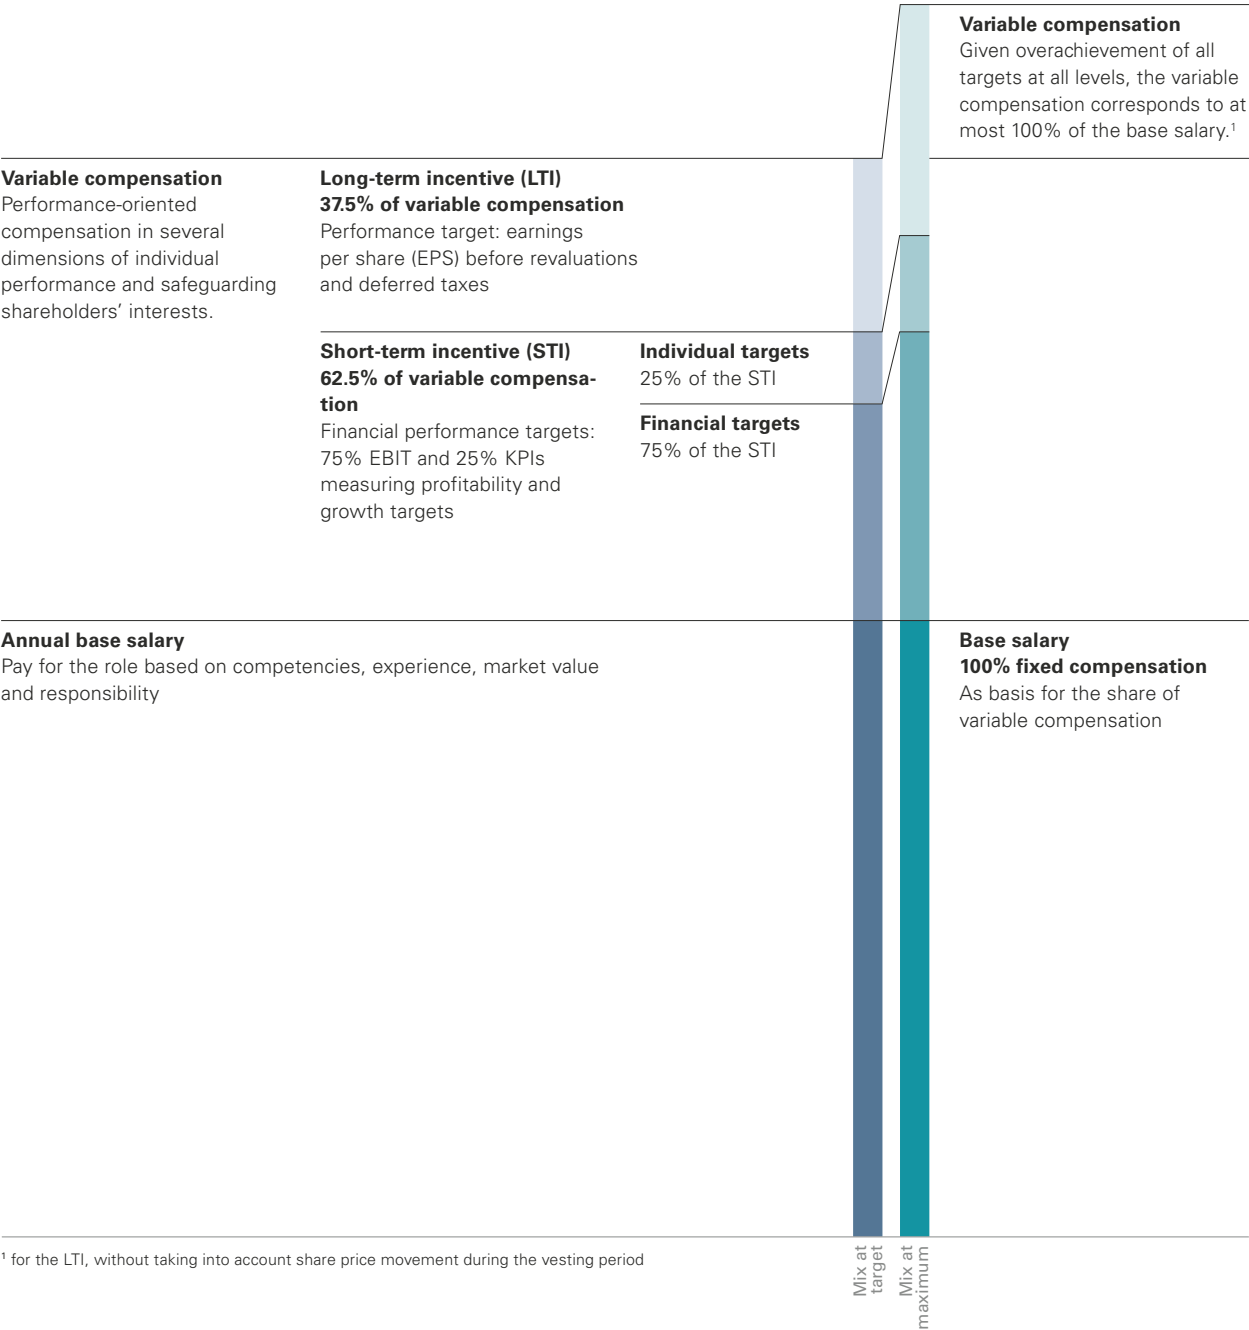 Variable compensation
Given overachievement of all
targets at all levels, the variable
compensation corresponds to at
most 100% of the base salary.¹
Variable compensation
Performance-oriented
compensation in several
dimensions of individual
performance and safeguarding
shareholders’ interests.
Long-term incentive (LTI)
37.5% of variable compensation
Performance target: earnings
per share (EPS) before revaluations
and deferred taxes
Short-term incentive (STI)
62.5% of variable compensa-
tion
Financial performance targets:
75% EBIT and 25% KPIs
measuring profitability and
growth targets
Individual targets
25% of the STI
Financial targets
75% of the STI
Annual base salary
Pay for the role based on competencies, experience, market value
and responsibility
Base salary
100% fixed compensation
As basis for the share of
variable compensation
¹ for the LTI, without taking into account share price movement during the vesting period
Mix at
target
Mix at
maximum